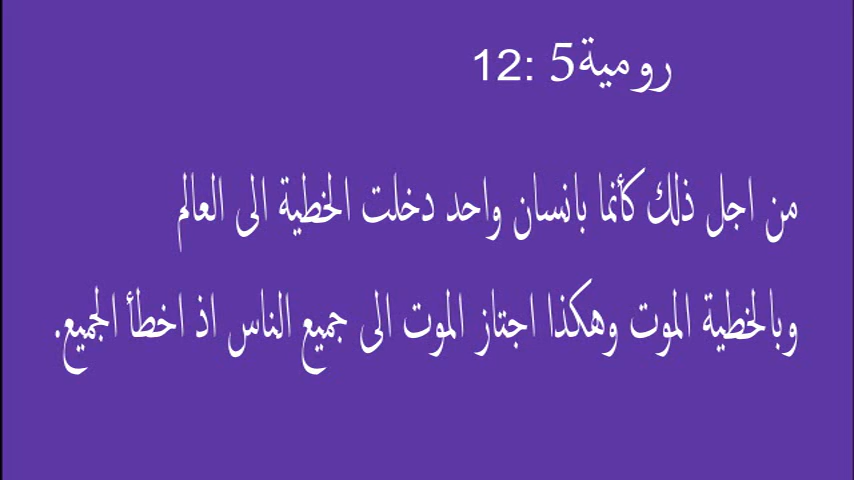 رومية5 :12
من اجل ذلك كأنما بانسان واحد دخلت الخطية الى العالم
وبالخطية الموت وهكذا اجتاز الموت الى جميع الناس اذ اخطأ الجميع.